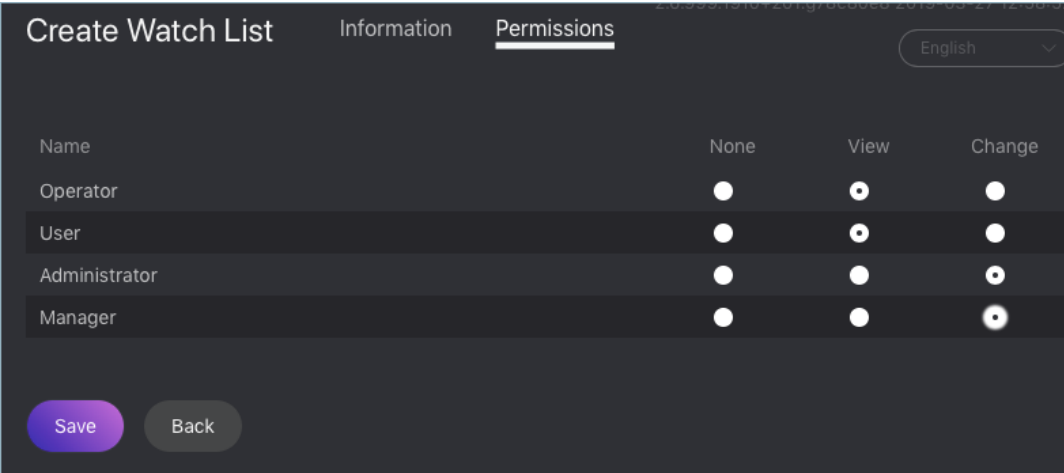 Create Watch List Information Permissions
English
Name None View Change
Operator
User
Administrator
Manager
Save Back